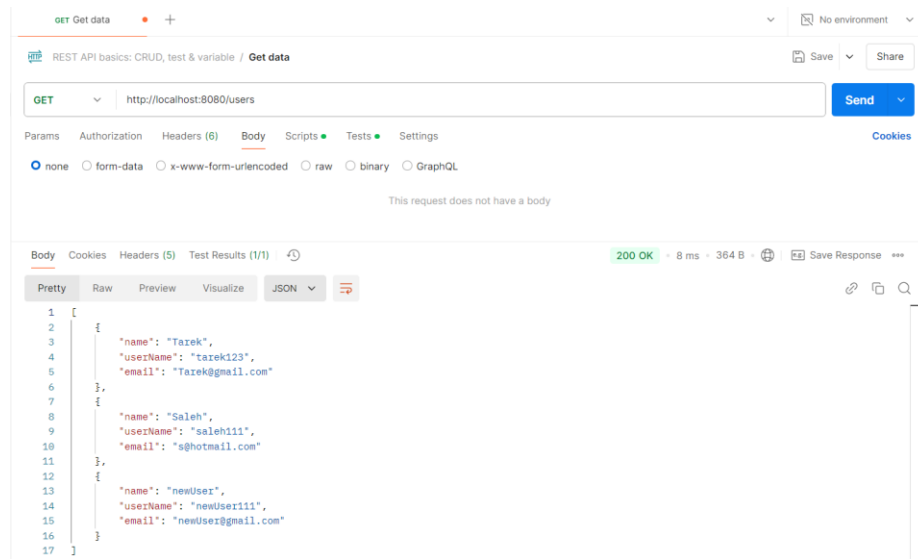 GET Get data
No environment
HTTP REST API basics: CRUD, test & variable / Get data
Save Share
GET http://localhost:8080/users Send
Params Authorization Headers (6) Body Scripts Tests Settings Cookies
none form-data x-www-form-urlencoded raw binary GraphQL
This request does not have a body
Body Cookies Headers (5) Test Results (1/1) 200 OK 8 ms 364 B e.g. Save Response
Pretty Raw Preview Visualize JSON
1 [
2 {
3 "name": "Tarek",
4 "userName": "tarek123",
5 "email": "Tarek@gmail.com"
6 },
7 {
8 "name": "Saleh",
9 "userName": "saleh111",
10 "email": "s@hotmail.com"
11 },
12 {
13 "name": "newUser",
14 "userName": "newUser111",
15 "email": "newUser@gmail.com"
16 }
17 ]